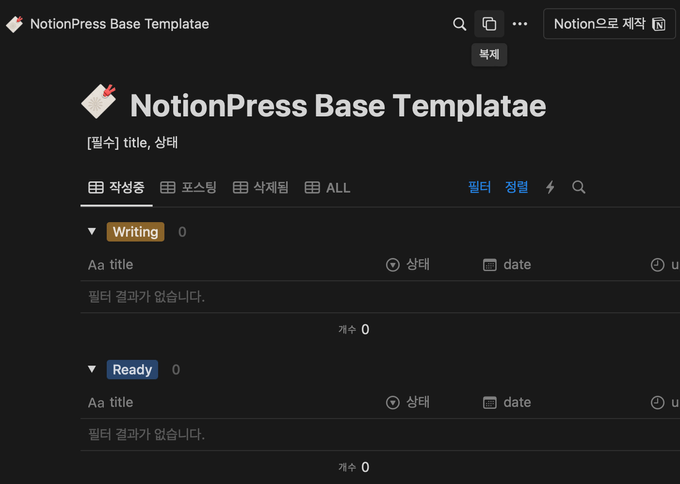 NotionPress Base Templatae
Notion으로 제작
복제
NotionPress Base Templatae
[필수] title, 상태
작성중 포스팅 삭제됨 ALL 필터 정렬
Writing 0
Aa title 상태 date u
필터 결과가 없습니다.
개수 0
Ready 0
Aa title 상태 date u
필터 결과가 없습니다.
개수 0